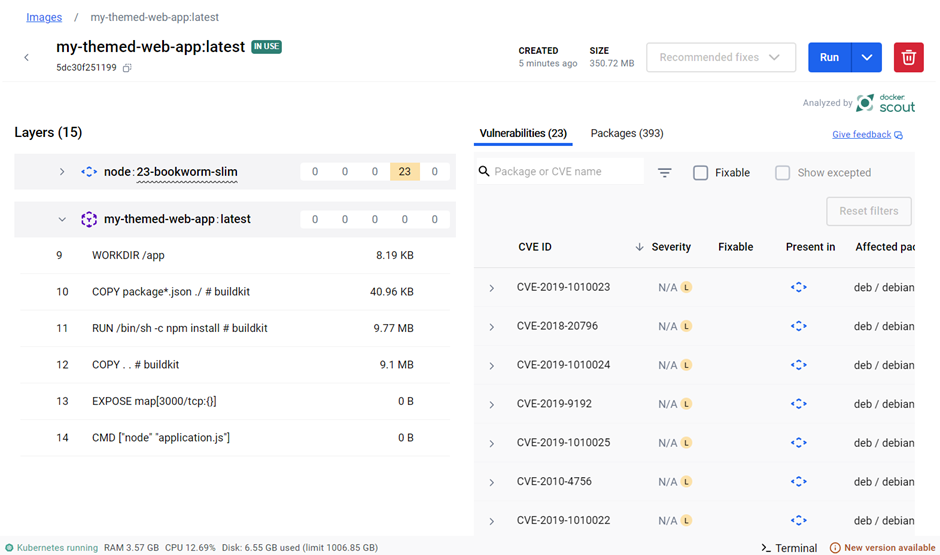 Images / my-themed-web-app:latest
my-themed-web-app:latest IN USE
5dc30f251199
CREATED
5 minutes ago
SIZE
350.72 MB
Recommended fixes
Run
Analyzed by docker scout
Layers (15)
Vulnerabilities (23) Packages (393) Give feedback
node:23-bookworm-slim 0 0 0 23 0
my-themed-web-app:latest 0 0 0 0 0
9 WORKDIR /app 8.19 KB
10 COPY package*.json ./ # buildkit 40.96 KB
11 RUN /bin/sh -c npm install # buildkit 9.77 MB
12 COPY . . # buildkit 9.1 MB
13 EXPOSE map[3000/tcp:{}] 0 B
14 CMD ["node" "application.js"] 0 B
Package or CVE name Fixable Show excepted
Reset filters
CVE ID Severity Fixable Present in Affected pac
CVE-2019-1010023 N/A L deb / debian
CVE-2018-20796 N/A L deb / debian
CVE-2019-1010024 N/A L deb / debian
CVE-2019-9192 N/A L deb / debian
CVE-2019-1010025 N/A L deb / debian
CVE-2010-4756 N/A L deb / debian
CVE-2019-1010022 N/A L deb / debian
Kubernetes running RAM 3.57 GB CPU 12.69% Disk: 6.55 GB used (limit 1006.85 GB) >_ Terminal New version available